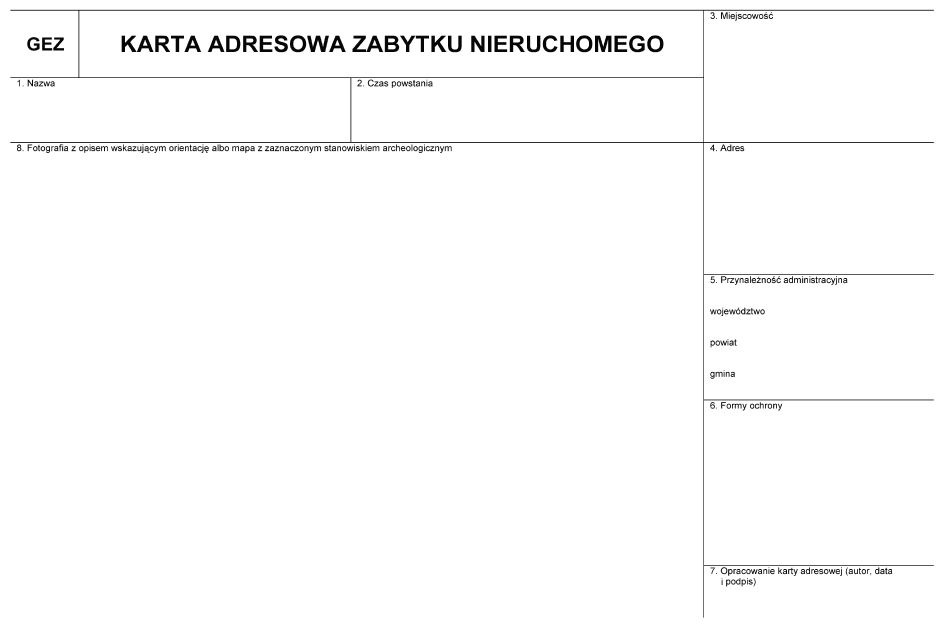 GEZ
KARTA ADRESOWA ZABYTKU NIERUCHOMEGO
1. Nazwa
2. Czas powstania
3. Miejscowość
4. Adres
5. Przynależność administracyjna
województwo
powiat
gmina
6. Formy ochrony
7. Opracowanie karty adresowej (autor, data
i podpis)
8. Fotografia z opisem wskazującym orientację albo mapa z zaznaczonym stanowiskiem archeologicznym